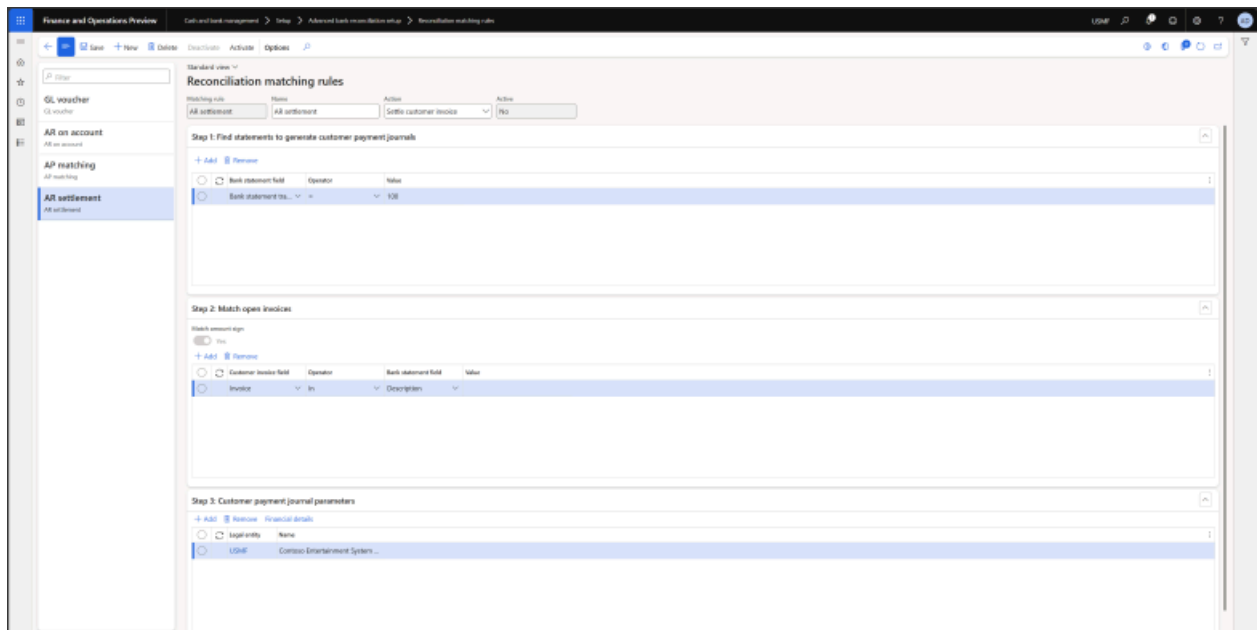 Finance and Operations Preview
Cash and bank management > Setup > Advanced bank reconciliation setup > Reconciliation matching rules
USMF
Save + New Delete Deactivate Activate Options
Filter
GL voucher
GL voucher
AR on account
AR on account
AP matching
AP matching
AR settlement
AR settlement
Standard view
Reconciliation matching rules
Matching rule Name Action Active
AR settlement AR settlement Settle customer invoice No
Step 1: Find statements to generate customer payment journals
+ Add Remove
Bank statement field Operator Value
Bank statement tra... = 100
Step 2: Match open invoices
Match amount sign
Yes
+ Add Remove
Customer invoice field Operator Bank statement field Value
Invoice In Description
Step 3: Customer payment journal parameters
+ Add Remove Financial details
Legal entity Name
USMF Contoso Entertainment System ...